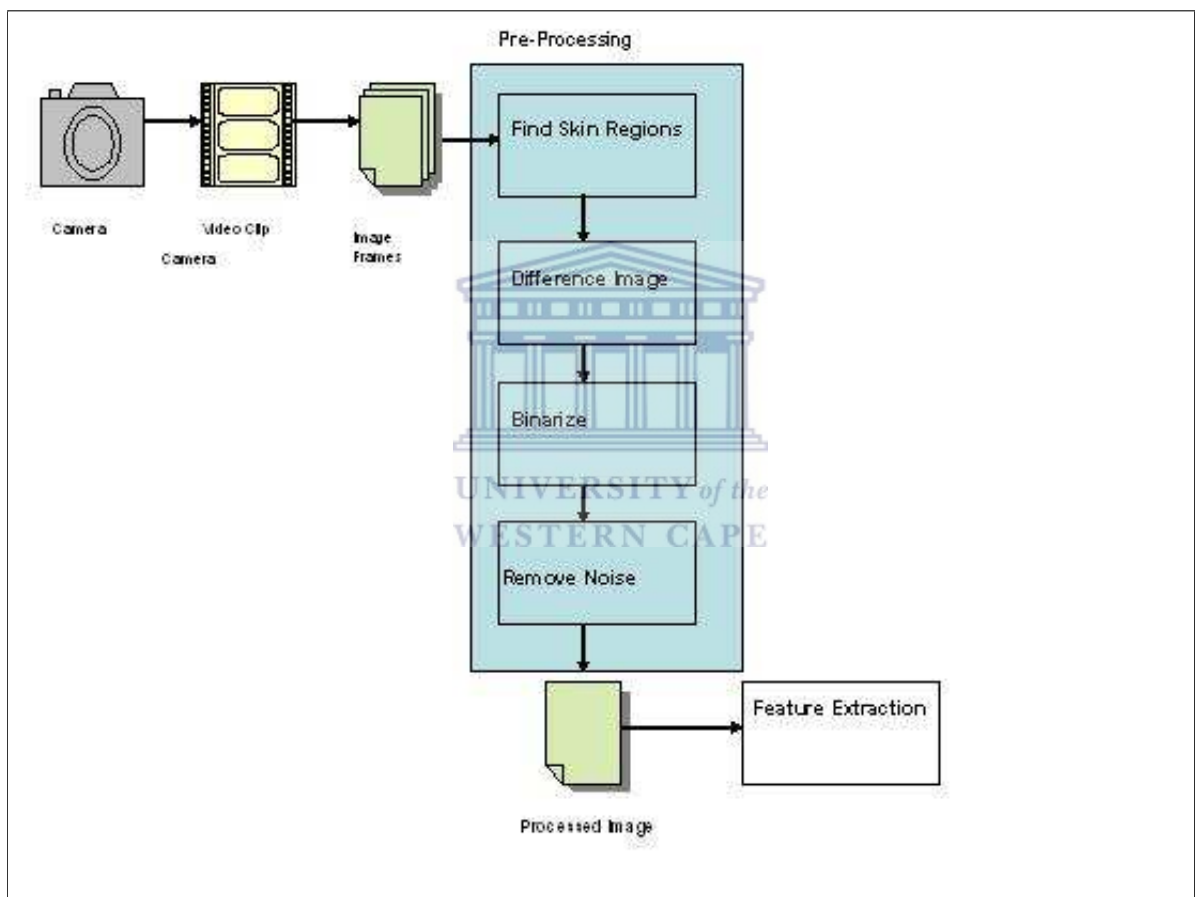 Pre-Processing
Find Skin Regions
Camera
Video Clip
Image
Frames
Camera
Difference Image
Binarize
UNIVERSITY of the
WESTERN CAPE
Remove Noise
Feature Extraction
Processed Image